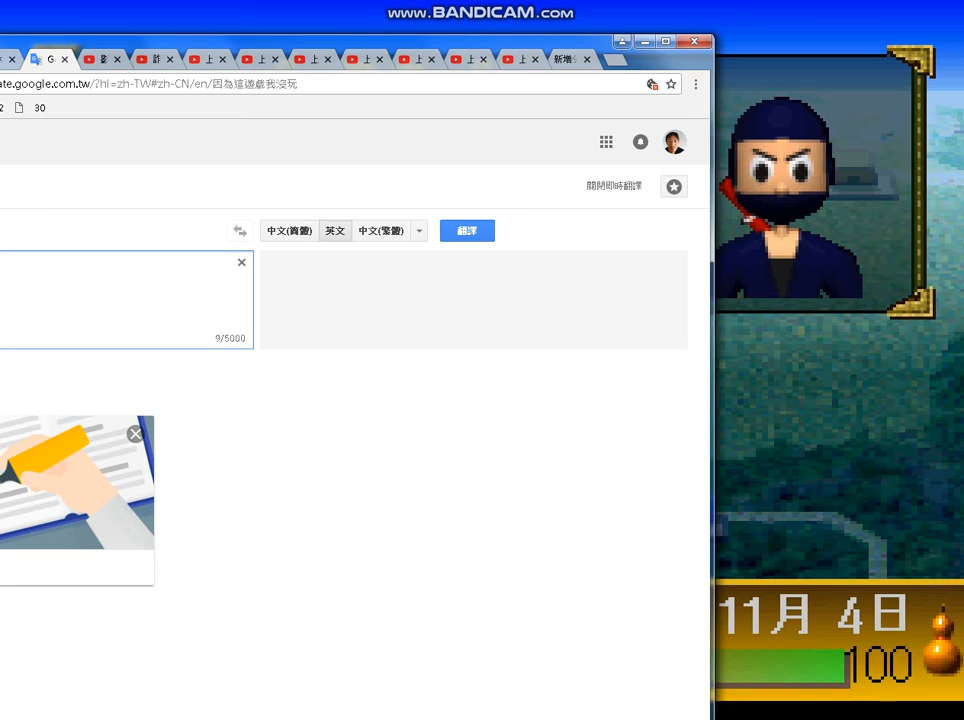 www.BANDICAM.com
G
影
許
上
上
上
上
上
上
上
新增分
ate.google.com.tw/?hl=zh-TW#zh-CN/en/因為這遊戲我沒玩
2
30
關閉即時翻譯
中文(簡體) 英文 中文(繁體)
翻譯
9/5000
11月 4日
100